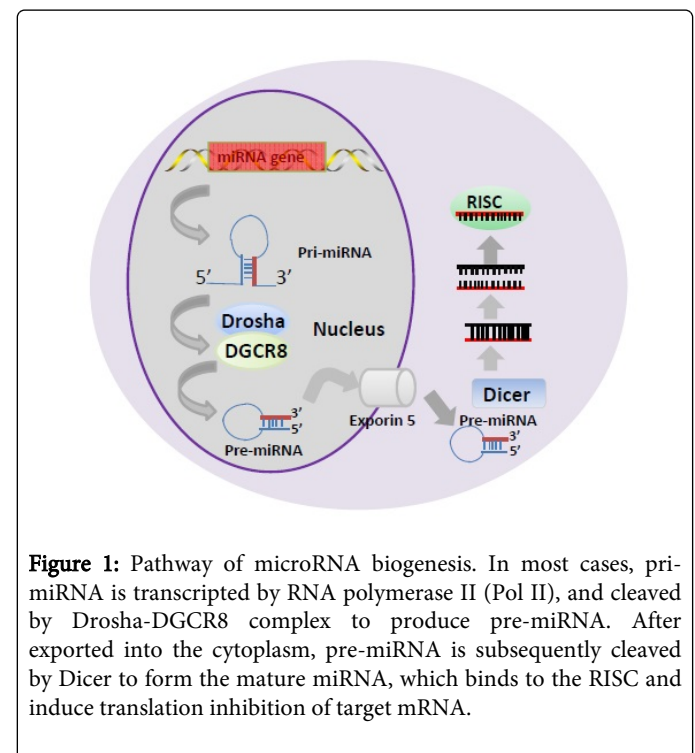 miRNA gene
RISC
Pri-miRNA
5′ 3′
Drosha
Nucleus
DGCR8
Dicer
3′
5′
Exporin 5
Pre-miRNA
Pre-miRNA
3′
5′
Figure 1: Pathway of microRNA biogenesis. In most cases, pri-
miRNA is transcripted by RNA polymerase II (Pol II), and cleaved
by Drosha-DGCR8 complex to produce pre-miRNA. After
exported into the cytoplasm, pre-miRNA is subsequently cleaved
by Dicer to form the mature miRNA, which binds to the RISC and
induce translation inhibition of target mRNA.